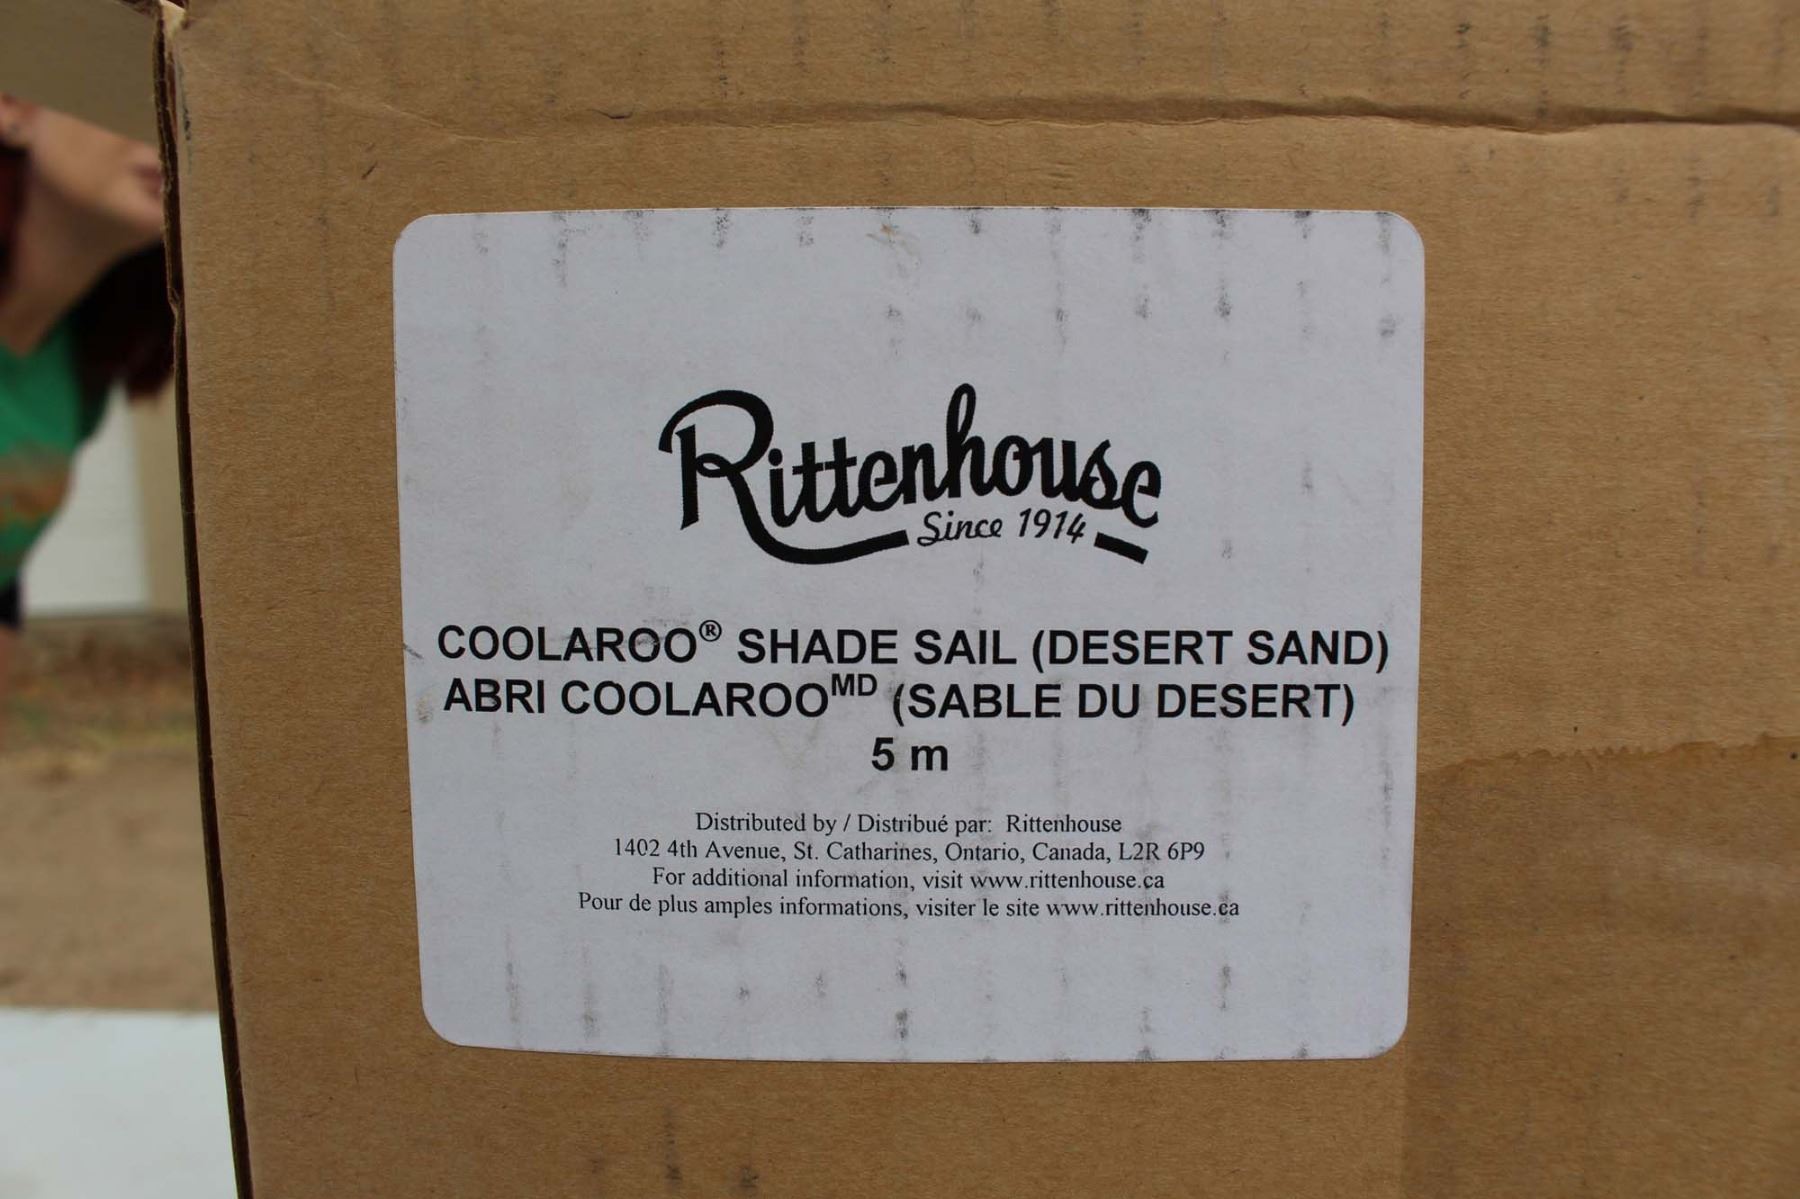 Rittenhouse
Since 1914
COOLAROO® SHADE SAIL (DESERT SAND)
ABRI COOLAROOMD (SABLE DU DESERT)
5 m
Distributed by / Distribué par: Rittenhouse
1402 4th Avenue, St. Catharines, Ontario, Canada, L2R 6P9
For additional information, visit www.rittenhouse.ca
Pour de plus amples informations, visiter le site www.rittenhouse.ca